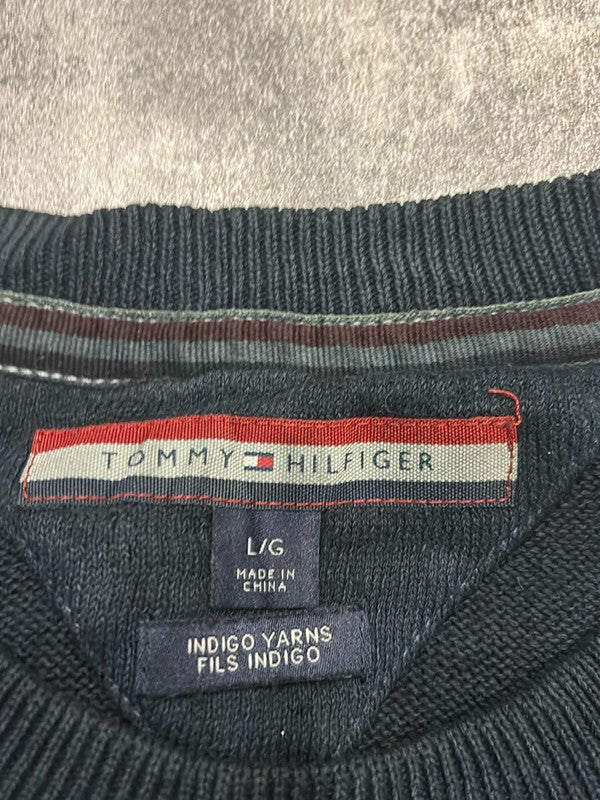 TOMMY HILFIGER
L/G
MADE IN
CHINA
INDIGO YARNS
FILS INDIGO